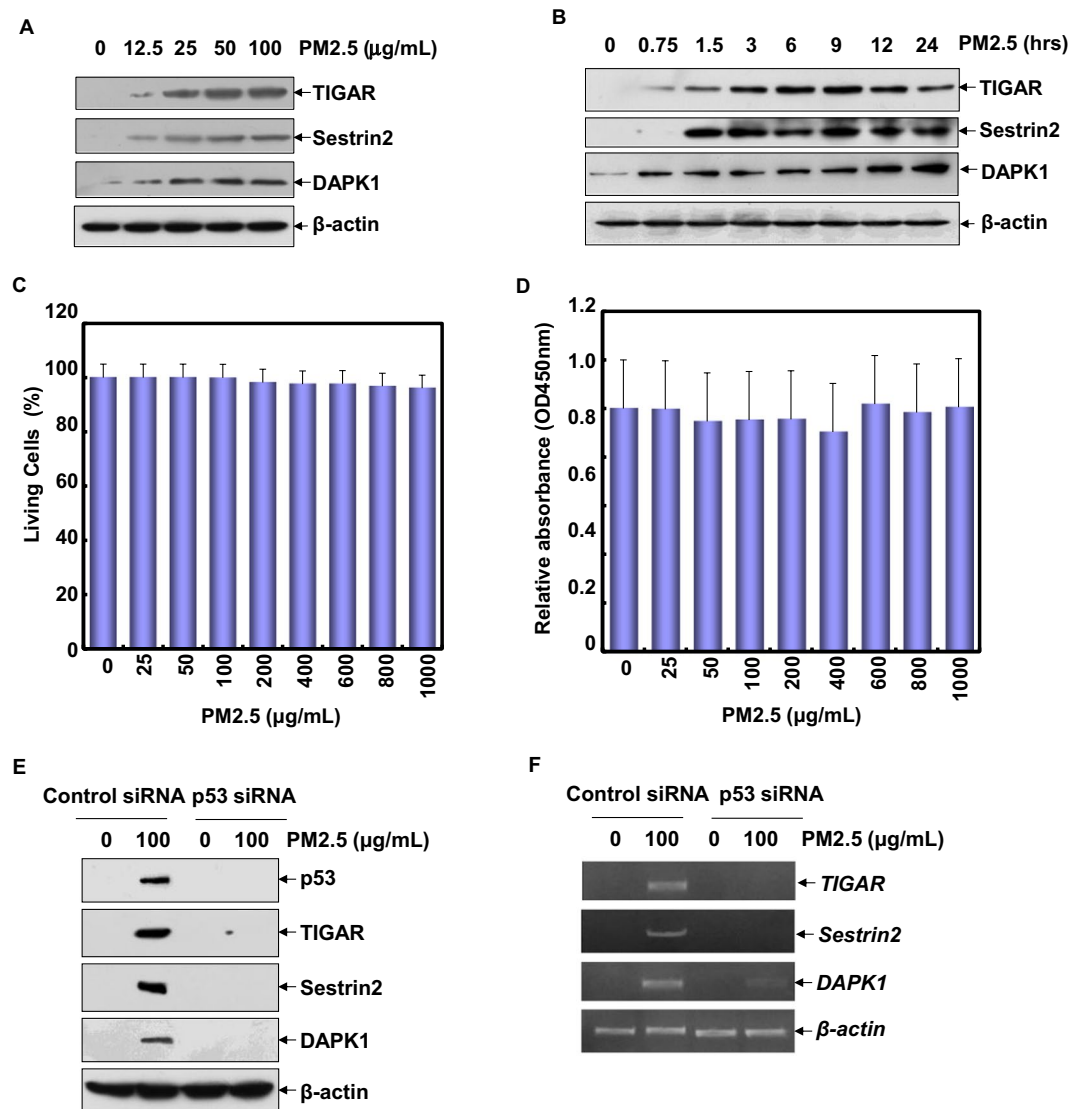 A
0 12.5 25 50 100 PM2.5 (µg/mL)
TIGAR
Sestrin2
DAPK1
β-actin
B
0 0.75 1.5 3 6 9 12 24 PM2.5 (hrs)
TIGAR
Sestrin2
DAPK1
β-actin
C
120
100
80
60
40
20
0
Living Cells (%)
0 25 50 100 200 400 600 800 1000
PM2.5 (µg/mL)
D
1.2
1.0
0.8
0.6
0.4
0.2
0
Relative absorbance (OD450nm)
0 25 50 100 200 400 600 800 1000
PM2.5 (µg/mL)
E
Control siRNA p53 siRNA
0 100 0 100 PM2.5 (µg/mL)
p53
TIGAR
Sestrin2
DAPK1
β-actin
F
Control siRNA p53 siRNA
0 100 0 100 PM2.5 (µg/mL)
TIGAR
Sestrin2
DAPK1
β-actin